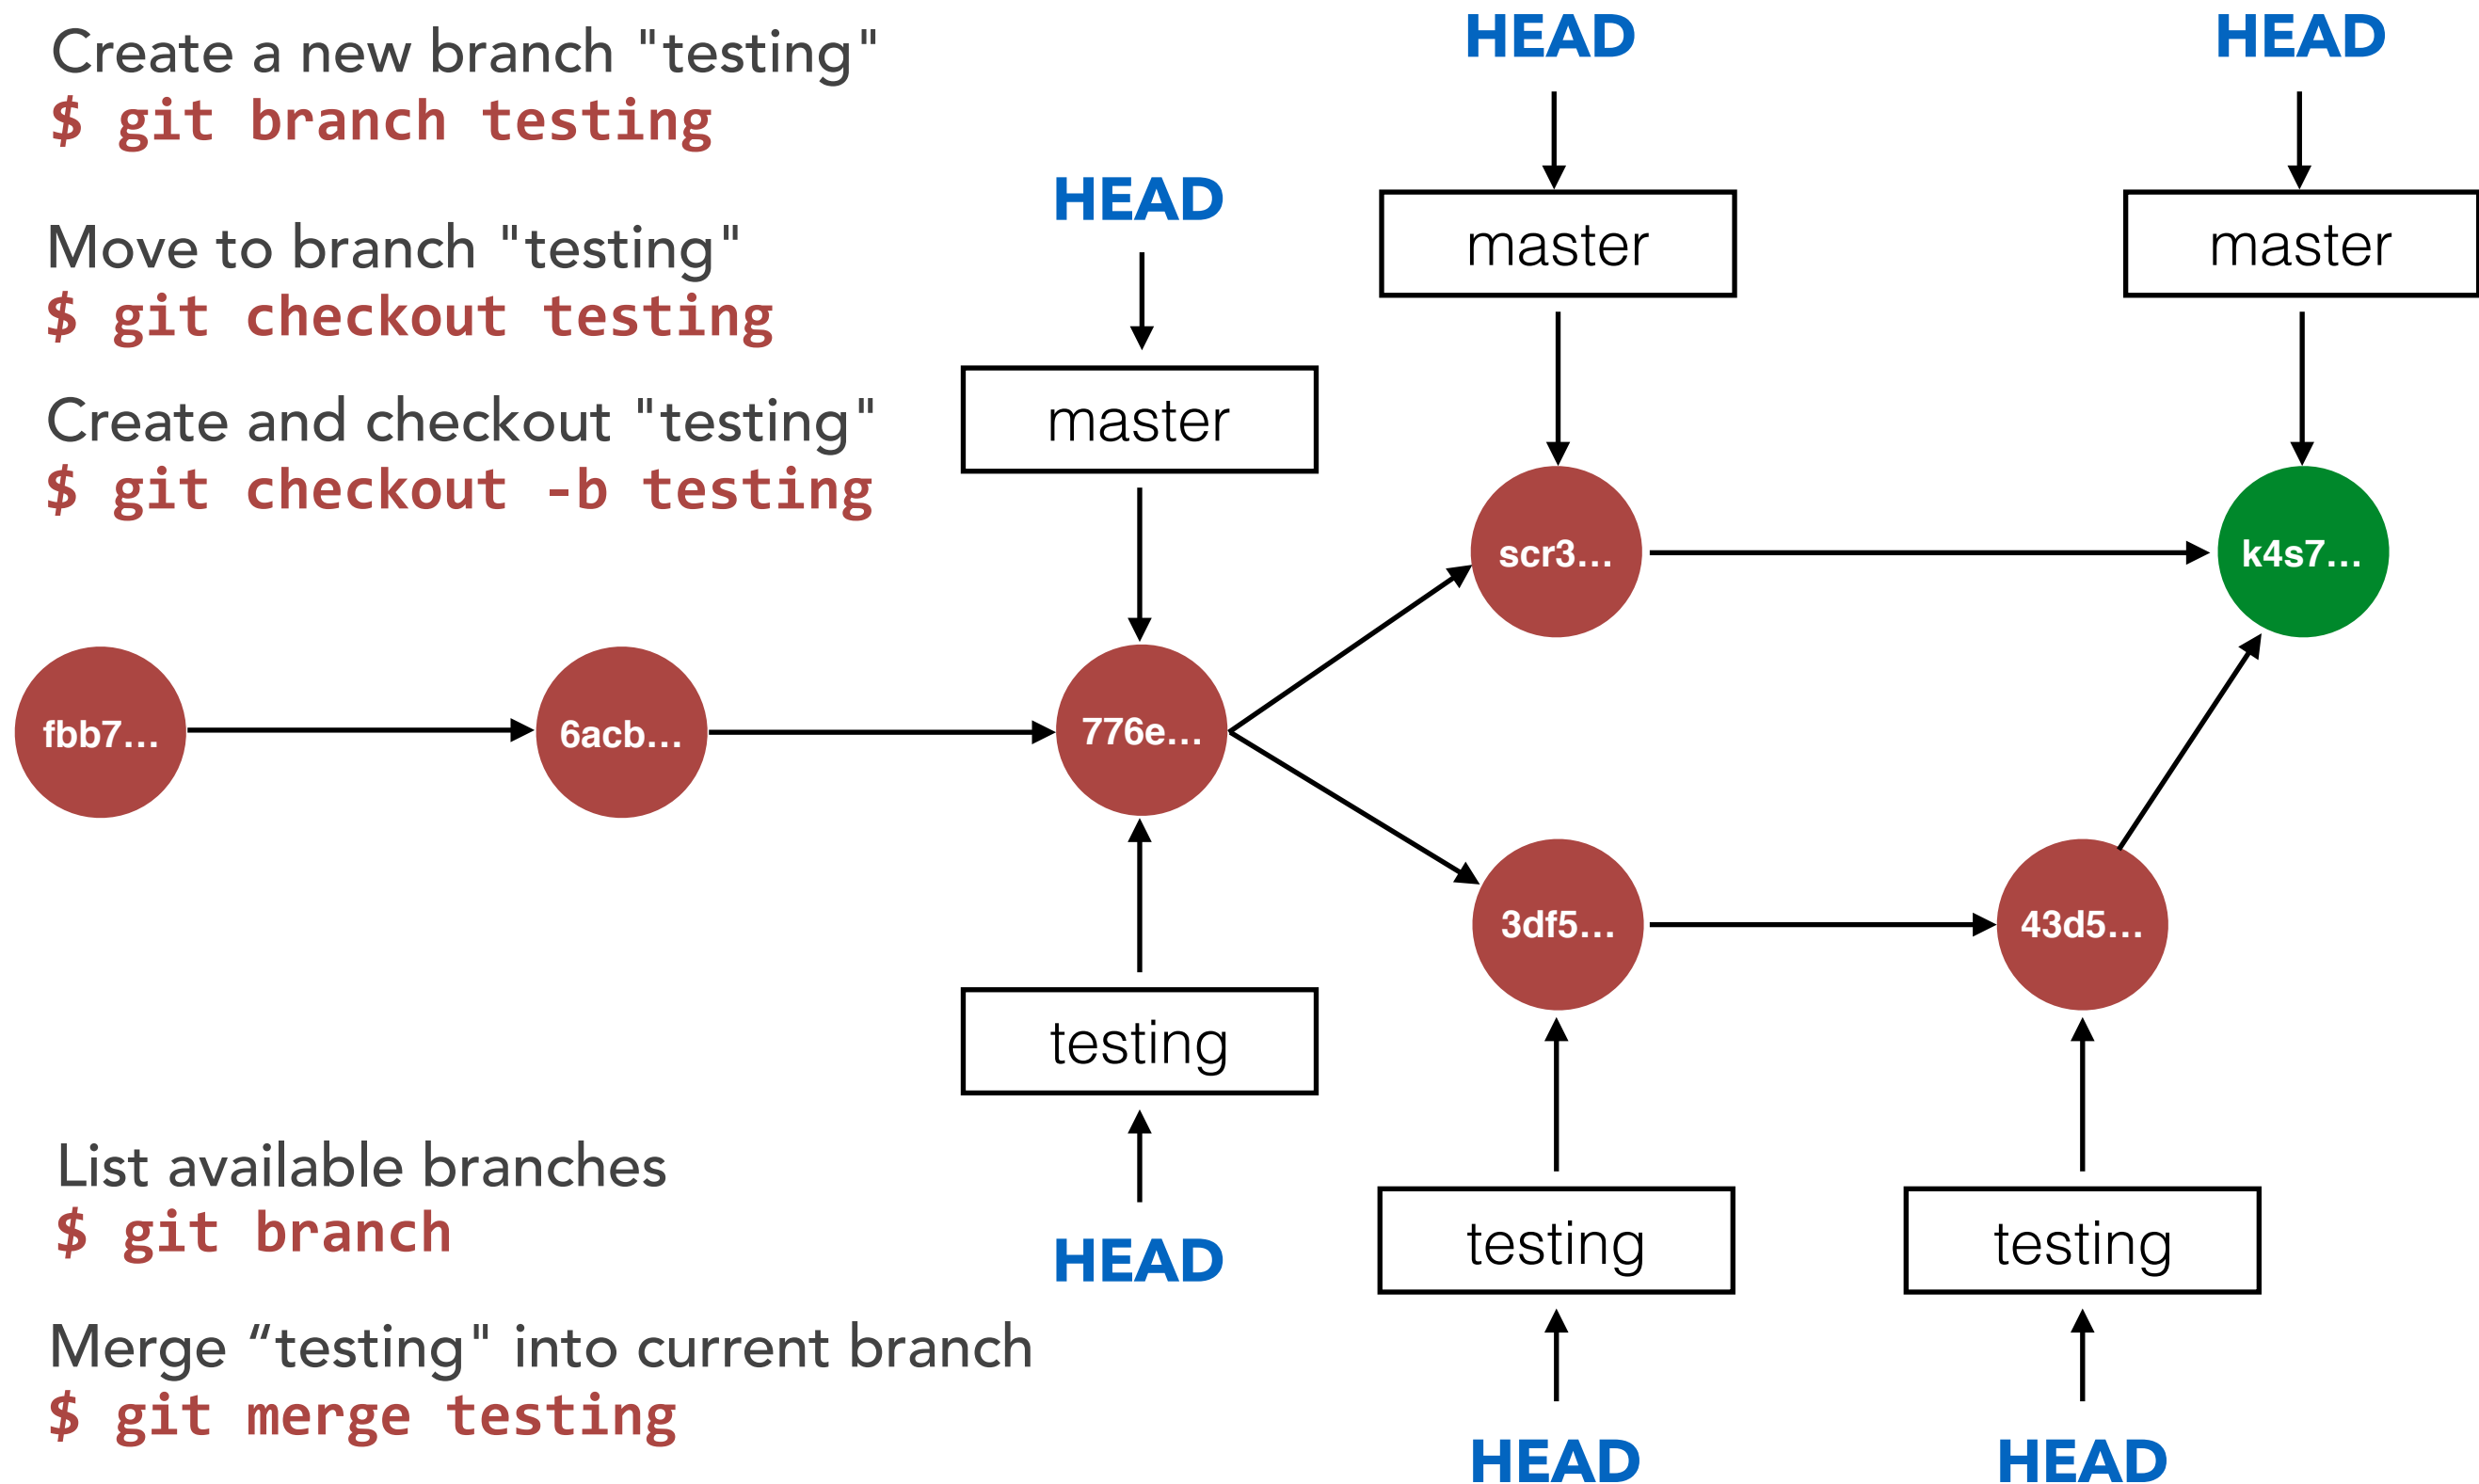 Create a new branch "testing"
$ git branch testing
Move to branch "testing"
$ git checkout testing
Create and checkout "testing"
$ git checkout -b testing
HEAD
HEAD
HEAD
master
master
master
scr3...
k4s7...
fbb7...
6acb...
776e...
3df5...
43d5...
testing
testing
testing
HEAD
HEAD
HEAD
List available branches
$ git branch
Merge “testing" into current branch
$ git merge testing